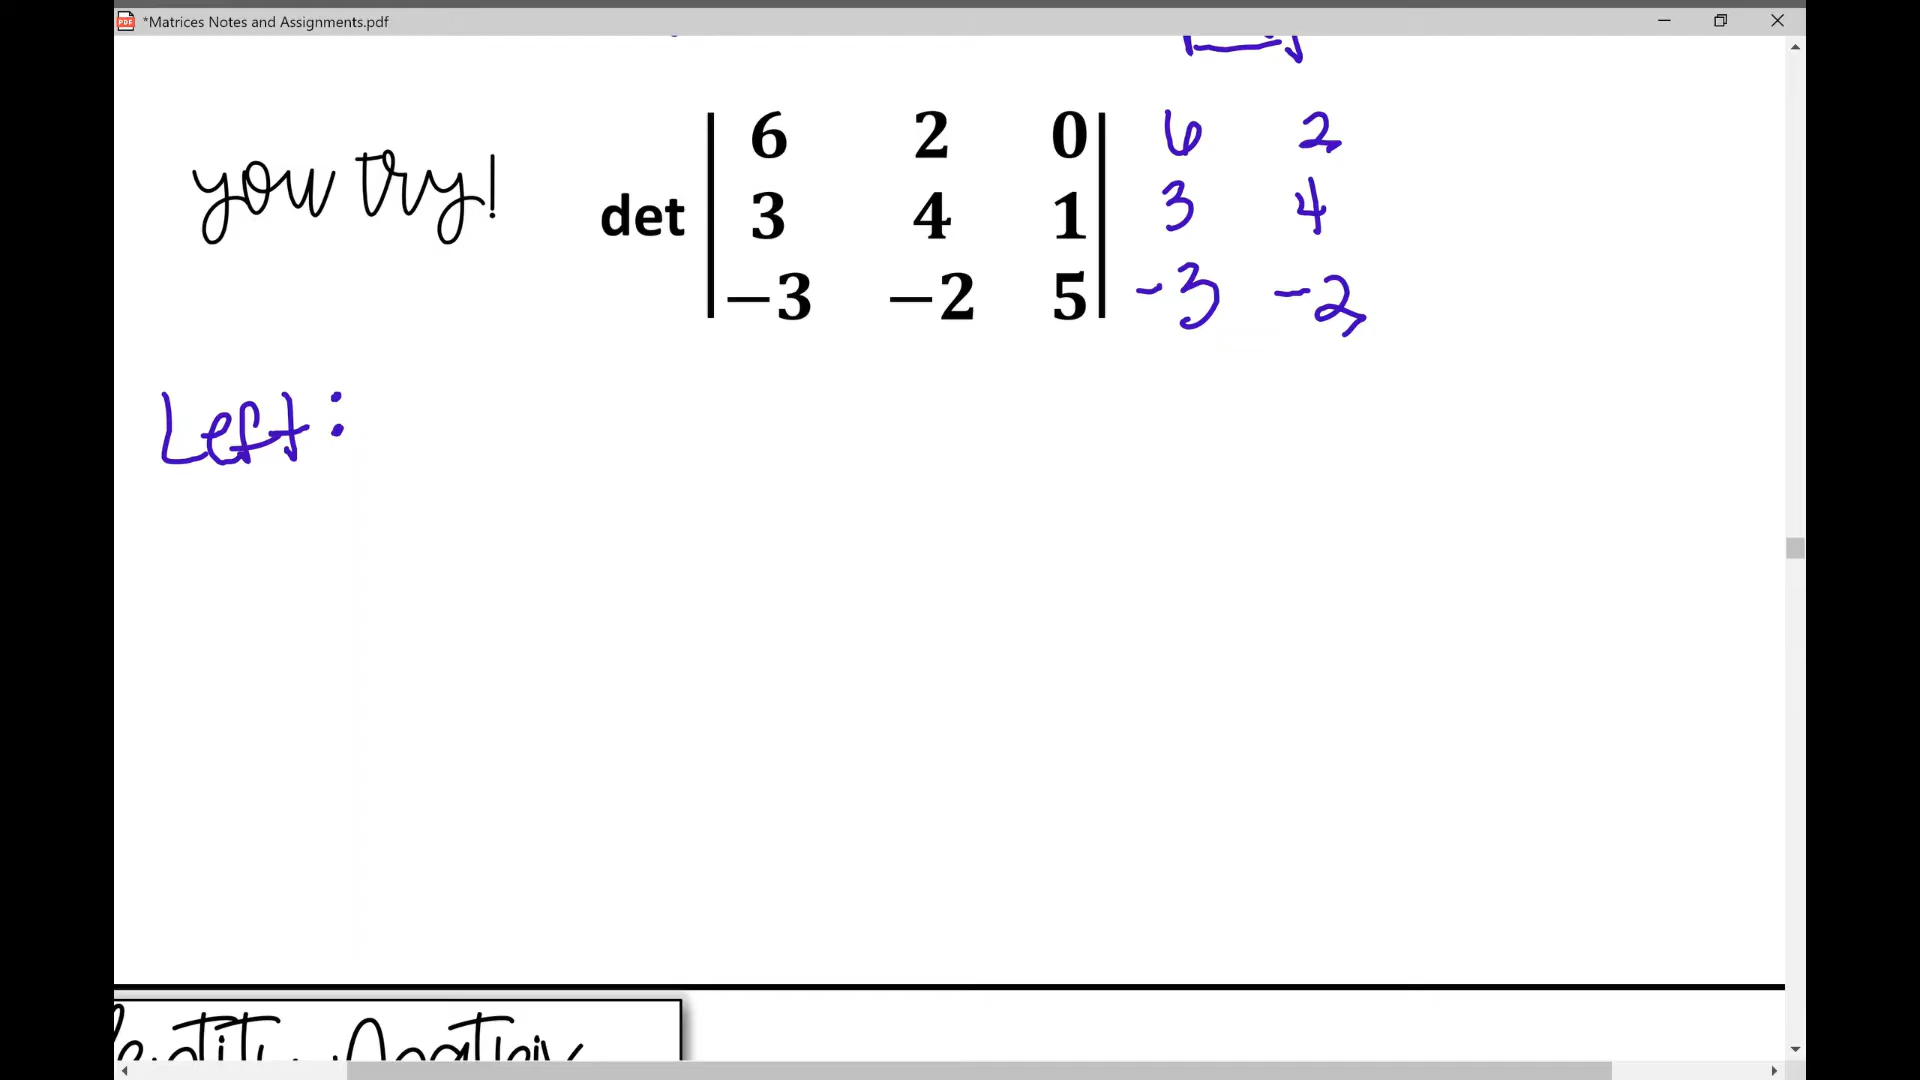 *Matrices Notes and Assignments.pdf
you try!
det
6 2 0 6 2
3 4 1 3 4
−3 −2 5 -3 -2
Left:
Matrix